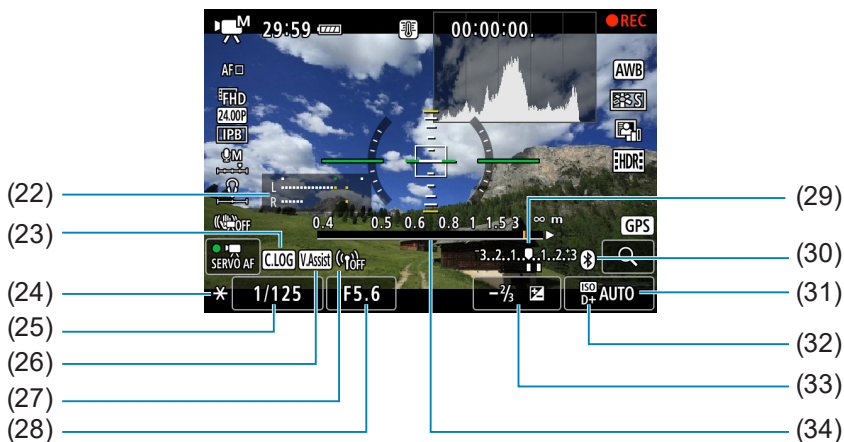 M 29:59 00:00:00. REC
AF
AWB
FHD
24.00P
S
IPB
M
HDR
L
R
(22)
(23)
(24)
(25)
(26)
(27)
(28)
OFF
0.4 0.5 0.6 0.8 1 1.5 3 ∞ m
GPS
SERVO AF
C.LOG
V.Assist
OFF
-3..2..1..0..1..2.+3
1/125
F5.6
-⅔
ISO
D+
AUTO
(29)
(30)
(31)
(32)
(33)
(34)